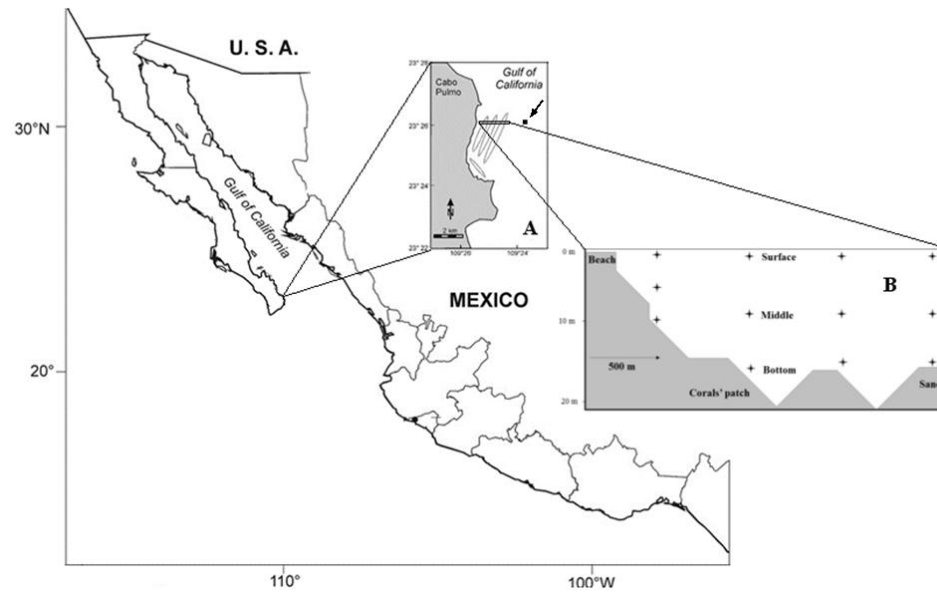 U. S. A.
30°N
Gulf of California
MEXICO
20°
110°
100°W
23° 28
23° 26
23° 24
23° 22
Cabo
Pulmo
Gulf of
California
N
2 km
A
109°26
109°24
0 m
10 m
20 m
Beach
Surface
B
Middle
500 m
Bottom
Corals' patch